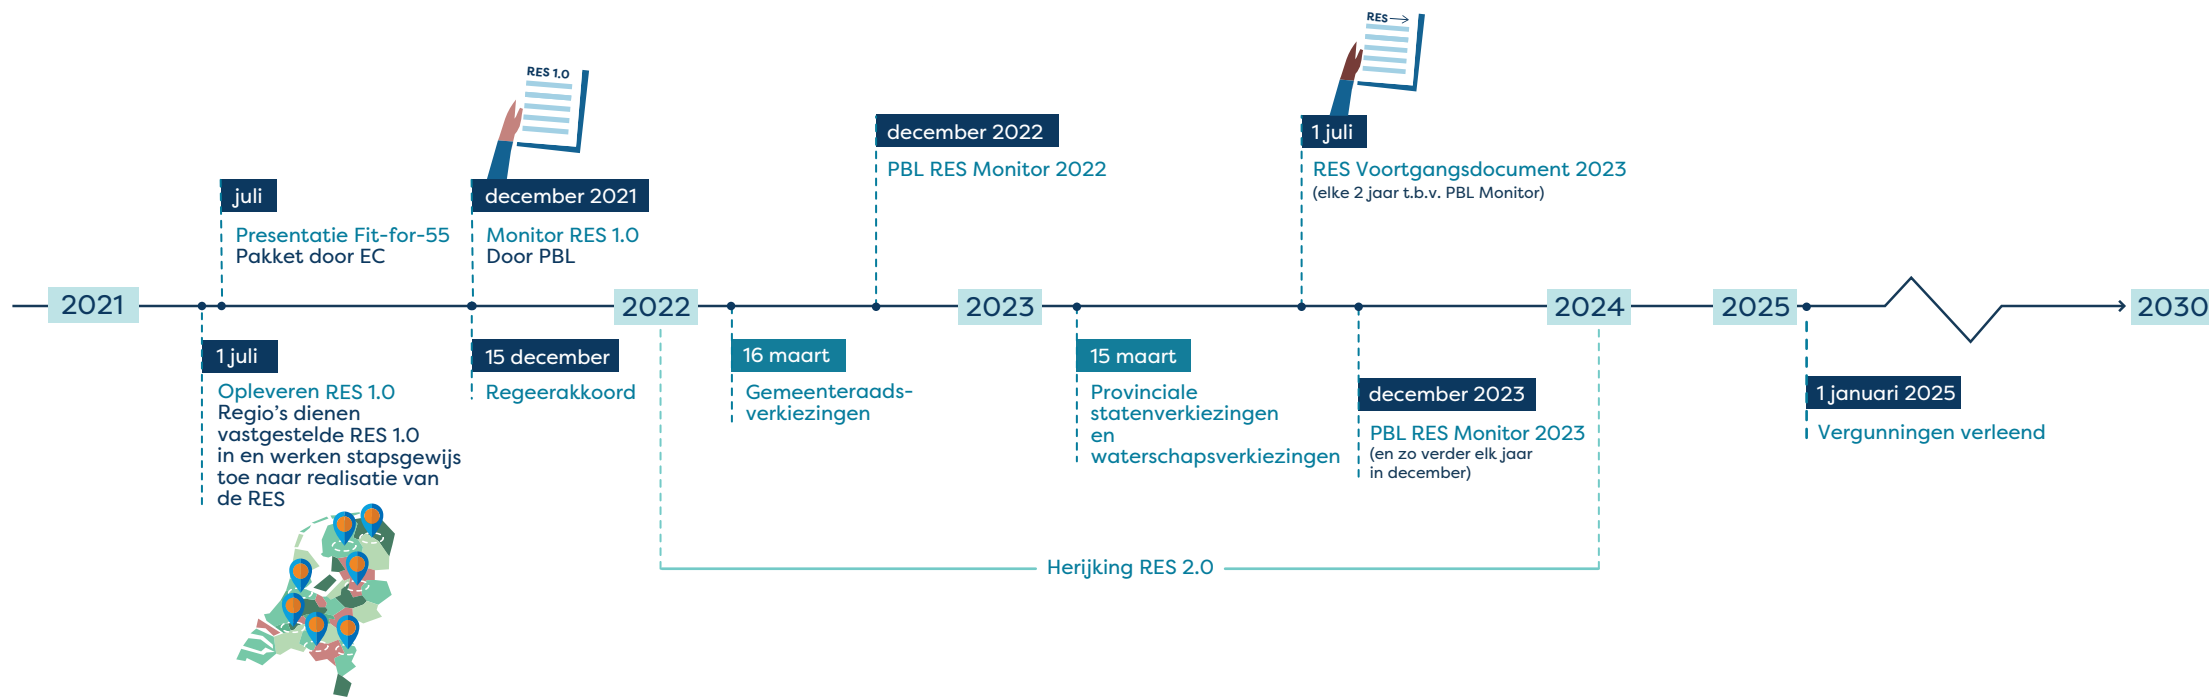 RES 1.0
RES
juli
Presentatie Fit-for-55
Pakket door EC
december 2021
Monitor RES 1.0
Door PBL
december 2022
PBL RES Monitor 2022
1 juli
RES Voortgangsdocument 2023
(elke 2 jaar t.b.v. PBL Monitor)
2021
2022
2023
2024
2025
2030
1 juli
Opleveren RES 1.0
Regio's dienen
vastgestelde RES 1.0
in en werken stapsgewijs
toe naar realisatie van
de RES
15 december
Regeerakkoord
16 maart
Gemeenteraads-
verkiezingen
15 maart
Provinciale
statenverkiezingen
en
waterschapsverkiezingen
december 2023
PBL RES Monitor 2023
(en zo verder elk jaar
in december)
1 januari 2025
Vergunningen verleend
Herijking RES 2.0